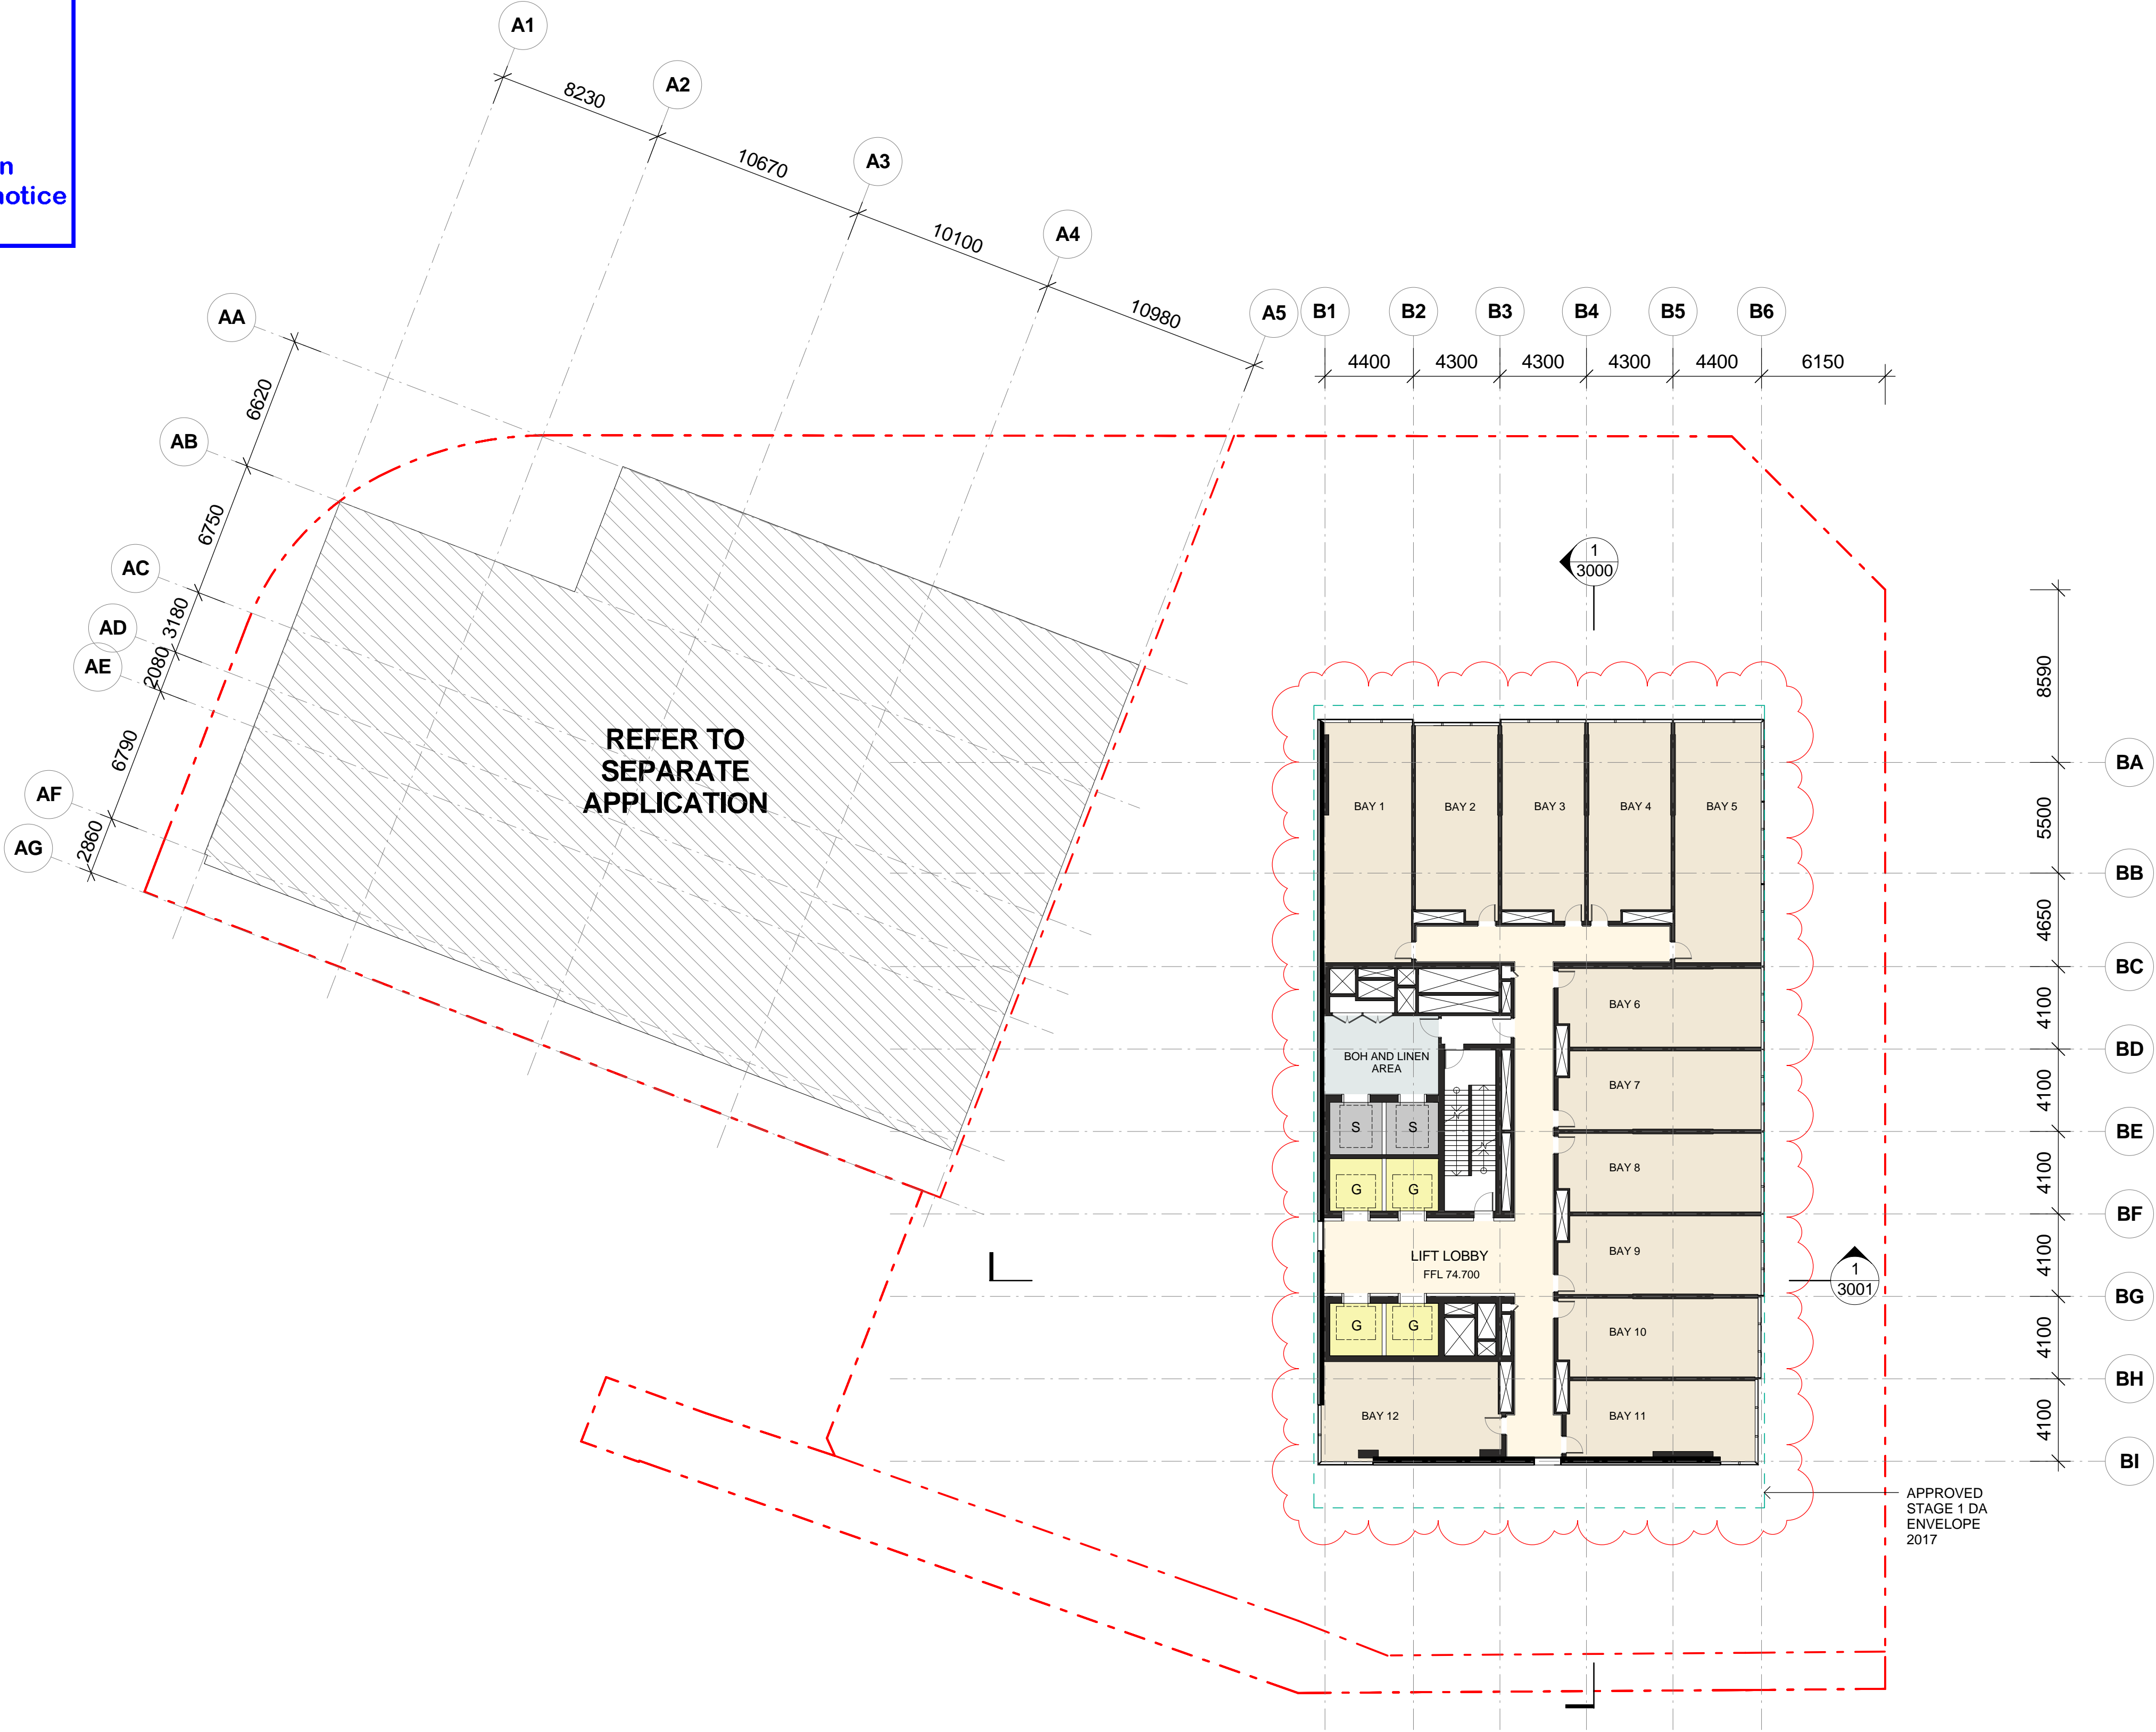 n
notice
A1
A2
A3
A4
A5
8230
10670
10100
10980
AA
AB
AC
AD
AE
AF
AG
6620
6750
3180
2080
6790
2860
B1
B2
B3
B4
B5
B6
4400
4300
4300
4300
4400
6150
1
3000
REFER TO
SEPARATE
APPLICATION
BAY 1
BAY 2
BAY 3
BAY 4
BAY 5
BAY 6
BOH AND LINEN
AREA
BAY 7
S
S
BAY 8
G
G
LIFT LOBBY
FFL 74.700
BAY 9
G
G
BAY 10
BAY 12
BAY 11
1
3001
8590
5500
4650
4100
4100
4100
4100
4100
4100
BA
BB
BC
BD
BE
BF
BG
BH
BI
APPROVED
STAGE 1 DA
ENVELOPE
2017